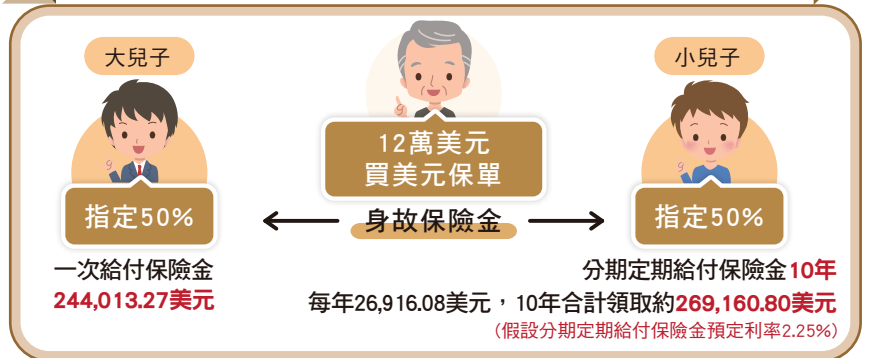 大兒子
小兒子
12萬美元
買美元保單
指定50%
身故保險金
指定50%
一次給付保險金
244,013.27美元
分期定期給付保險金10年
每年26,916.08美元，10年合計領取約269,160.80美元
(假設分期定期給付保險金預定利率2.25%)